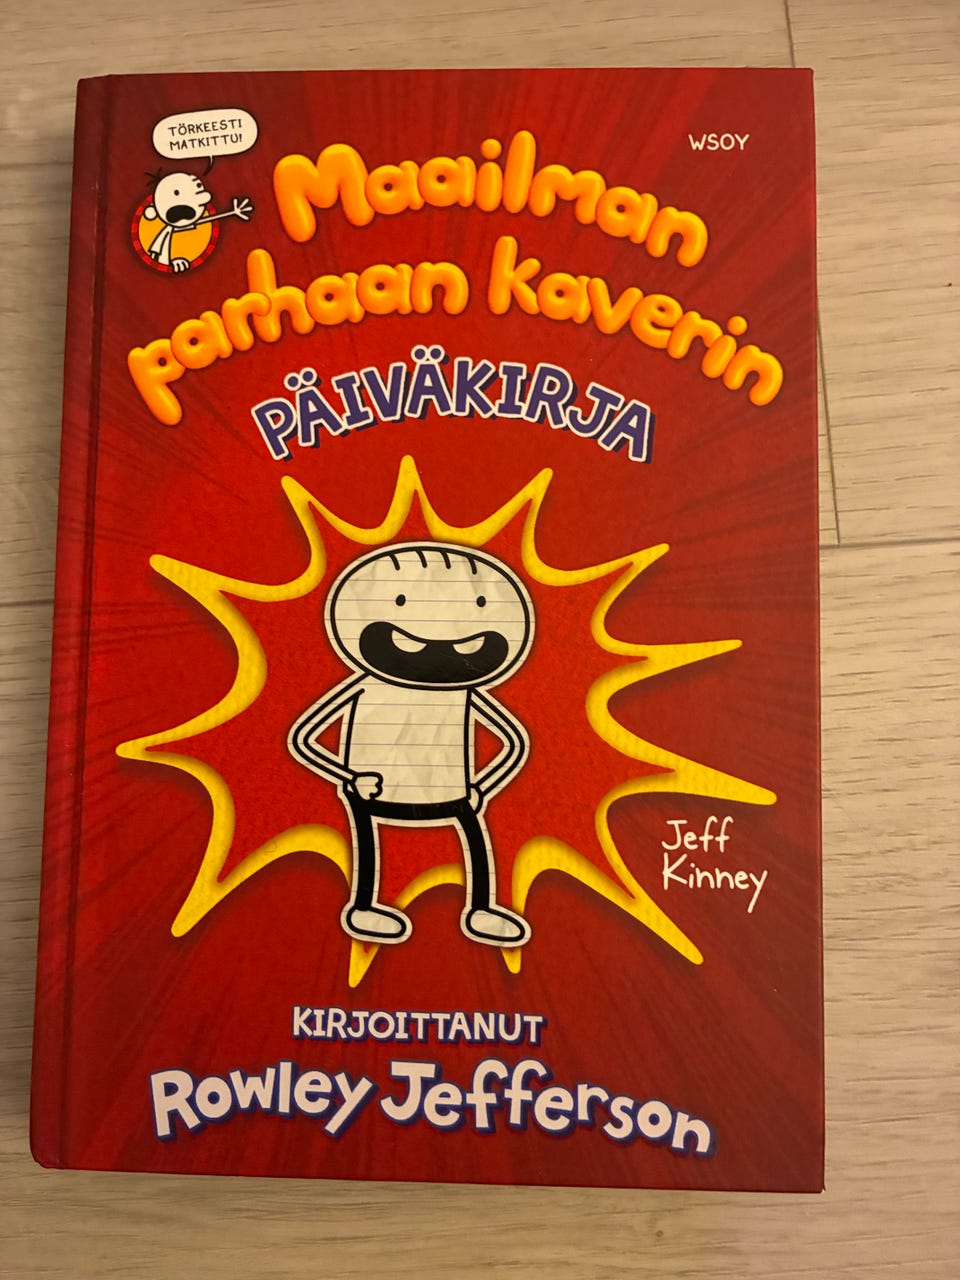 TÖRKEESTI
MATKITTU!
WSOY
Maailman
parhaan kaverin
PÄIVÄKIRJA
Jeff
Kinney
KIRJOITTANUT
Rowley Jefferson